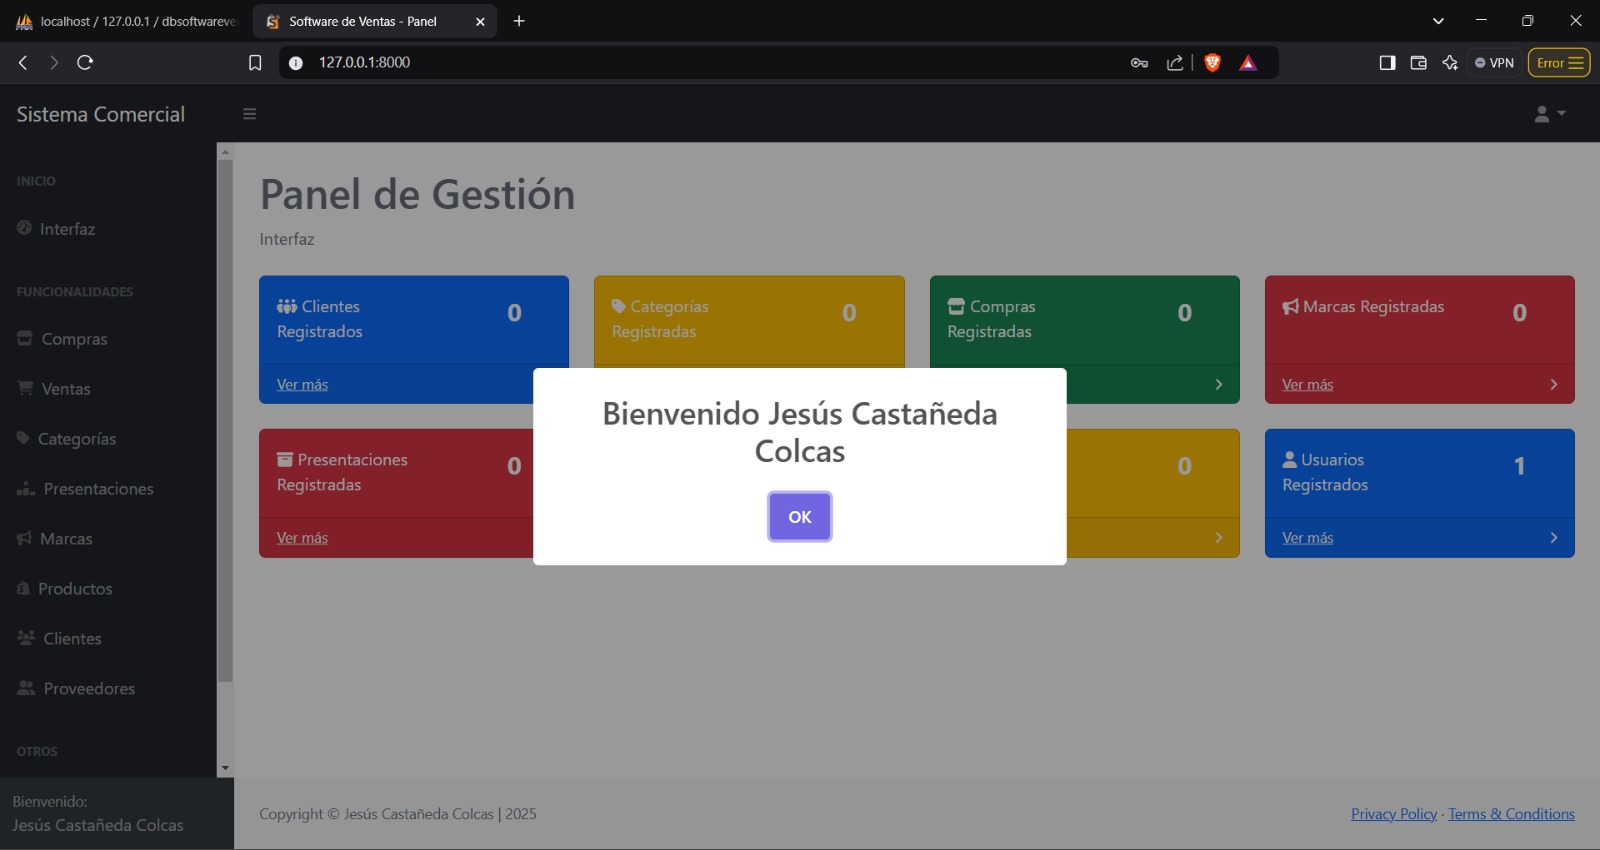 localhost / 127.0.0.1 / dbsoftwareve
Software de Ventas - Panel
127.0.0.1:8000
VPN
Error
Sistema Comercial
INICIO
Interfaz
FUNCIONALIDADES
Compras
Ventas
Categorías
Presentaciones
Marcas
Productos
Clientes
Proveedores
OTROS
Bienvenido:
Jesús Castañeda Colcas
Panel de Gestión
Interfaz
Clientes
Registrados
0
Ver más
Categorías
Registradas
0
Compras
Registradas
0
Marcas Registradas
0
Ver más
Presentaciones
Registradas
0
Ver más
0
Usuarios
Registrados
1
Ver más
Bienvenido Jesús Castañeda
Colcas
OK
Copyright © Jesús Castañeda Colcas | 2025
Privacy Policy · Terms & Conditions